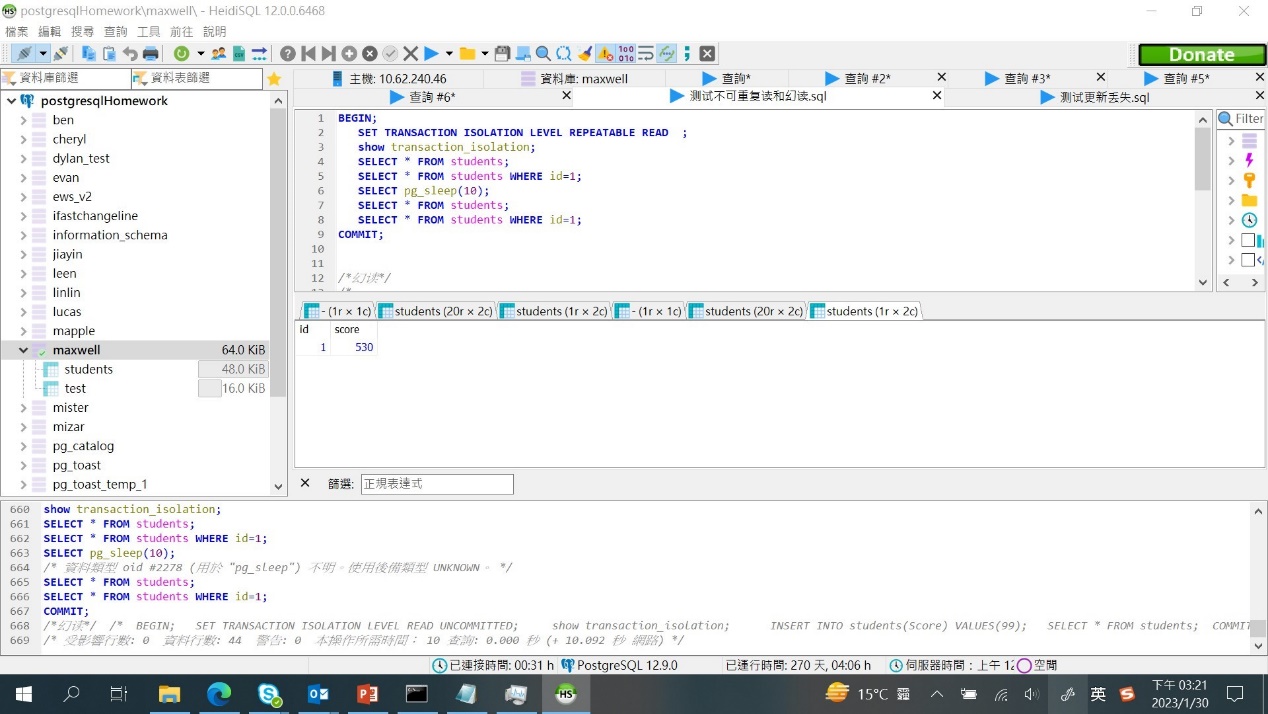 postgresqlHomework\maxwell\ - HeidiSQL 12.0.0.6468
檔案 編輯 搜尋 查詢 工具 前往 說明
Donate
資料庫篩選 資料表篩選
主機: 10.62.240.46 資料庫: maxwell 查詢* 查詢 #2* 查詢 #3* 查詢 #5*
查詢 #6* 测试不可重复读和幻读.sql 测试更新丢失.sql
postgresqlHomework
ben
cheryl
dylan_test
evan
ews_v2
ifastchangeline
information_schema
jiayin
leen
linlin
lucas
mapple
maxwell 64.0 KiB
students 48.0 KiB
test 16.0 KiB
mister
mizar
pg_catalog
pg_toast
pg_toast_temp_1
1 BEGIN;
2 SET TRANSACTION ISOLATION LEVEL REPEATABLE READ ;
3 show transaction_isolation;
4 SELECT * FROM students;
5 SELECT * FROM students WHERE id=1;
6 SELECT pg_sleep(10);
7 SELECT * FROM students;
8 SELECT * FROM students WHERE id=1;
9 COMMIT;
10
11
12 /*幻读*/
Filter
- (1r × 1c) students (20r × 2c) students (1r × 2c) - (1r × 1c) students (20r × 2c) students (1r × 2c)
id score
1 530
篩選: 正規表達式
660 show transaction_isolation;
661 SELECT * FROM students;
662 SELECT * FROM students WHERE id=1;
663 SELECT pg_sleep(10);
664 /* 資料類型 oid #2278 (用於 "pg_sleep") 不明。使用後備類型 UNKNOWN。 */
665 SELECT * FROM students;
666 SELECT * FROM students WHERE id=1;
667 COMMIT;
668 /*幻读*/ /* BEGIN; SET TRANSACTION ISOLATION LEVEL READ UNCOMMITTED; show transaction_isolation; INSERT INTO students(Score) VALUES(99); SELECT * FROM students; COMMIT
669 /* 受影響行數: 0 資料行數: 44 警告: 0 本操作所需時間： 10 查詢: 0.000 秒 (+ 10.092 秒 網路) */
已連接時間: 00:31 h PostgreSQL 12.9.0 已運行時間: 270 天, 04:06 h 伺服器時間：上午 12 空閒
15°C 英 下午 03:21
2023/1/30